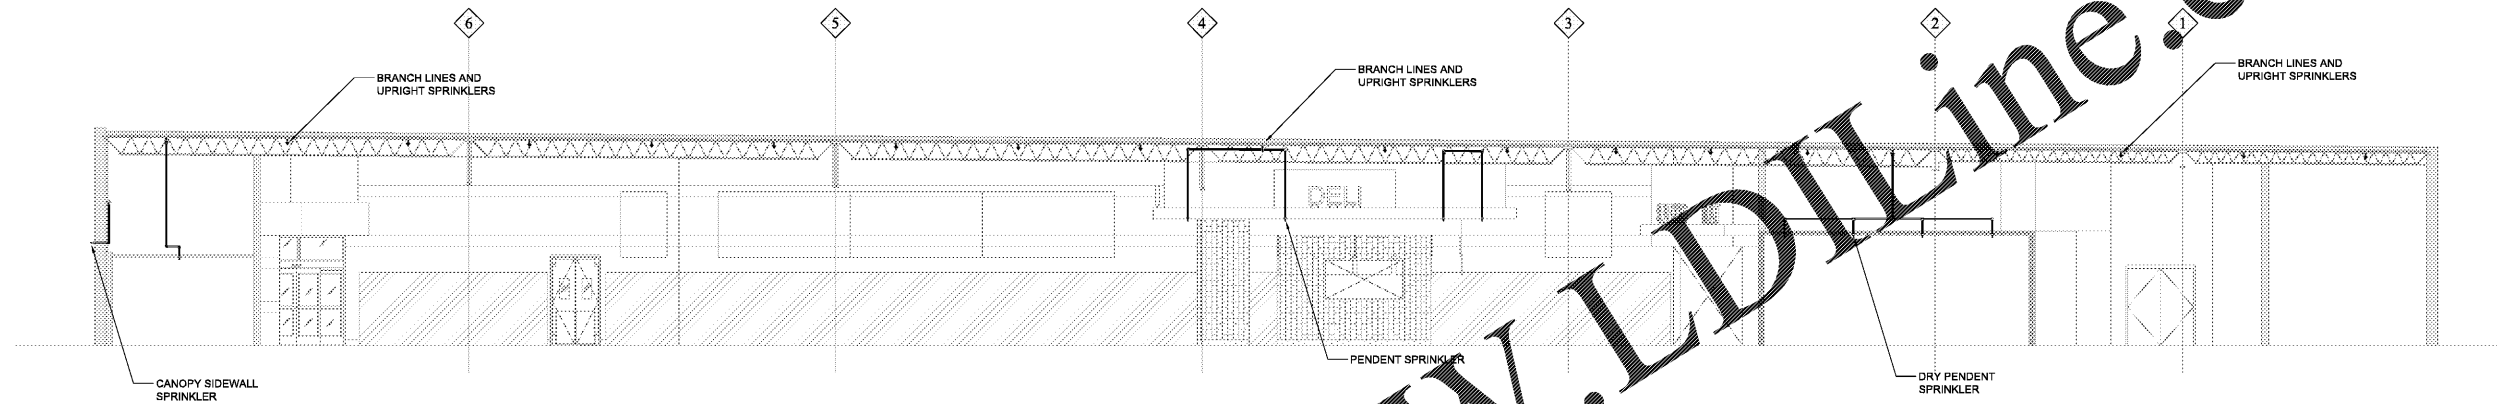 6
5
4
3
2
1
BRANCH LINES AND
UPRIGHT SPRINKLERS
BRANCH LINES AND
UPRIGHT SPRINKLERS
BRANCH LINES AND
UPRIGHT SPRINKLERS
DELI
PENDENT SPRINKLER
CANOPY SIDEWALL
SPRINKLER
DRY PENDENT
SPRINKLER
.LDILine.